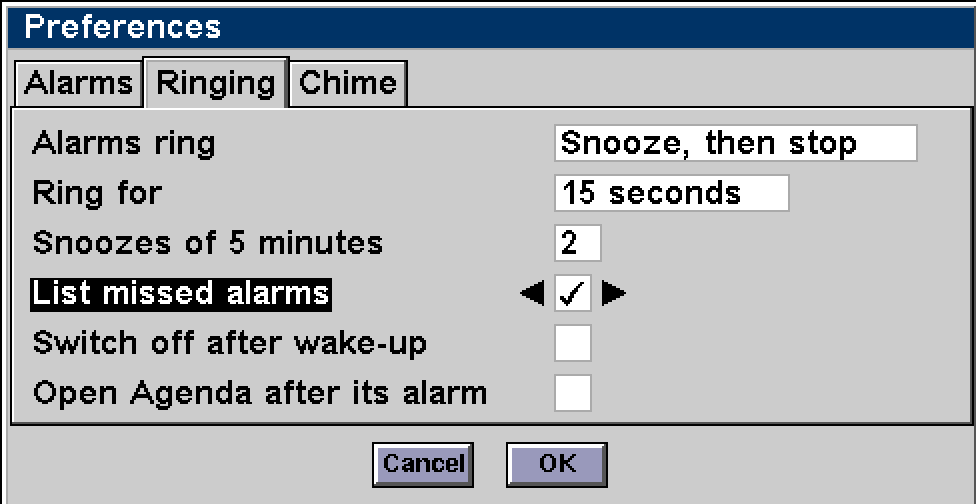 Preferences
Alarms Ringing Chime
Alarms ring Snooze, then stop
Ring for 15 seconds
Snoozes of 5 minutes 2
List missed alarms ✓
Switch off after wake-up
Open Agenda after its alarm
Cancel OK